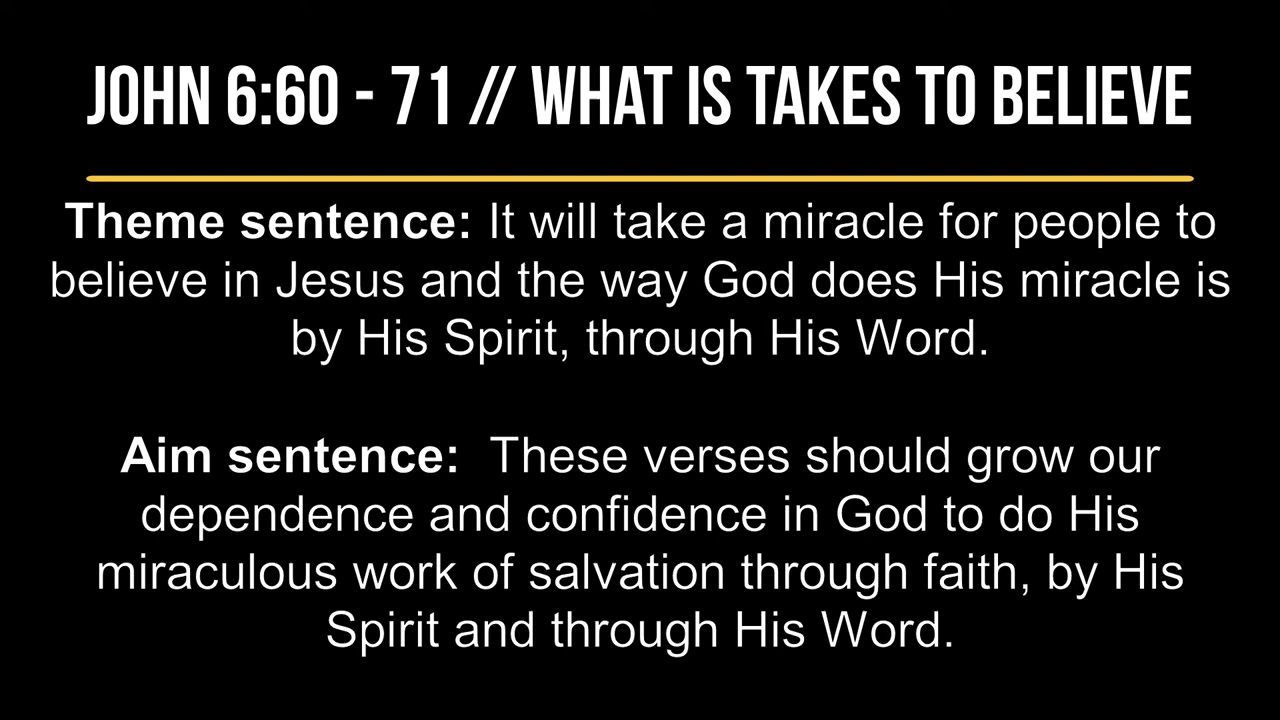 JOHN 6:60 - 71 // WHAT IS TAKES TO BELIEVE
Theme sentence: It will take a miracle for people to
believe in Jesus and the way God does His miracle is
by His Spirit, through His Word.
Aim sentence:  These verses should grow our
dependence and confidence in God to do His
miraculous work of salvation through faith, by His
Spirit and through His Word.